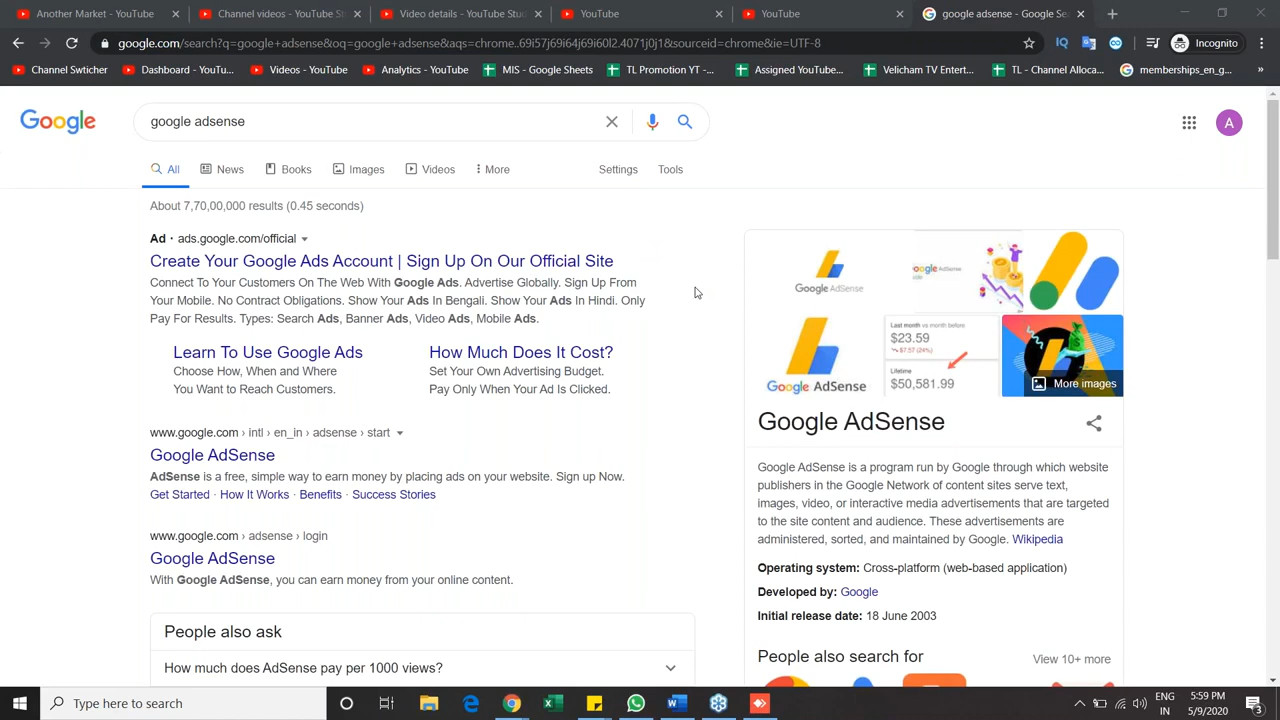 Another Market - YouTube
Channel videos - YouTube St
Video details - YouTube Stud
YouTube
YouTube
google adsense - Google Sea
google.com/search?q=google+adsense&oq=google+adsense&aqs=chrome..69i57j69i64j69i60l2.4071j0j1&sourceid=chrome&ie=UTF-8
Incognito
Channel Swticher
Dashboard - YouTu...
Videos - YouTube
Analytics - YouTube
MIS - Google Sheets
TL Promotion YT -...
Assigned YouTube...
Velicham TV Entert...
TL - Channel Alloca...
memberships_en_g...
Google
google adsense
A
All News Books Images Videos More Settings Tools
About 7,70,00,000 results (0.45 seconds)
Ad · ads.google.com/official
Create Your Google Ads Account | Sign Up On Our Official Site
Connect To Your Customers On The Web With Google Ads. Advertise Globally. Sign Up From
Your Mobile. No Contract Obligations. Show Your Ads In Bengali. Show Your Ads In Hindi. Only
Pay For Results. Types: Search Ads, Banner Ads, Video Ads, Mobile Ads.
Learn To Use Google Ads
Choose How, When and Where
You Want to Reach Customers.
How Much Does It Cost?
Set Your Own Advertising Budget.
Pay Only When Your Ad Is Clicked.
www.google.com › intl › en_in › adsense › start
Google AdSense
AdSense is a free, simple way to earn money by placing ads on your website. Sign up Now.
Get Started · How It Works · Benefits · Success Stories
www.google.com › adsense › login
Google AdSense
With Google AdSense, you can earn money from your online content.
People also ask
How much does AdSense pay per 1000 views?
Google AdSense
Google AdSense
Google AdSense
Last month vs month before
$23.59
$7.57 (24%)
Lifetime
$50,581.99
More images
Google AdSense
Google AdSense is a program run by Google through which website
publishers in the Google Network of content sites serve text,
images, video, or interactive media advertisements that are targeted
to the site content and audience. These advertisements are
administered, sorted, and maintained by Google. Wikipedia
Operating system: Cross-platform (web-based application)
Developed by: Google
Initial release date: 18 June 2003
People also search for
View 10+ more
Type here to search
ENG
IN
5:59 PM
5/9/2020
3